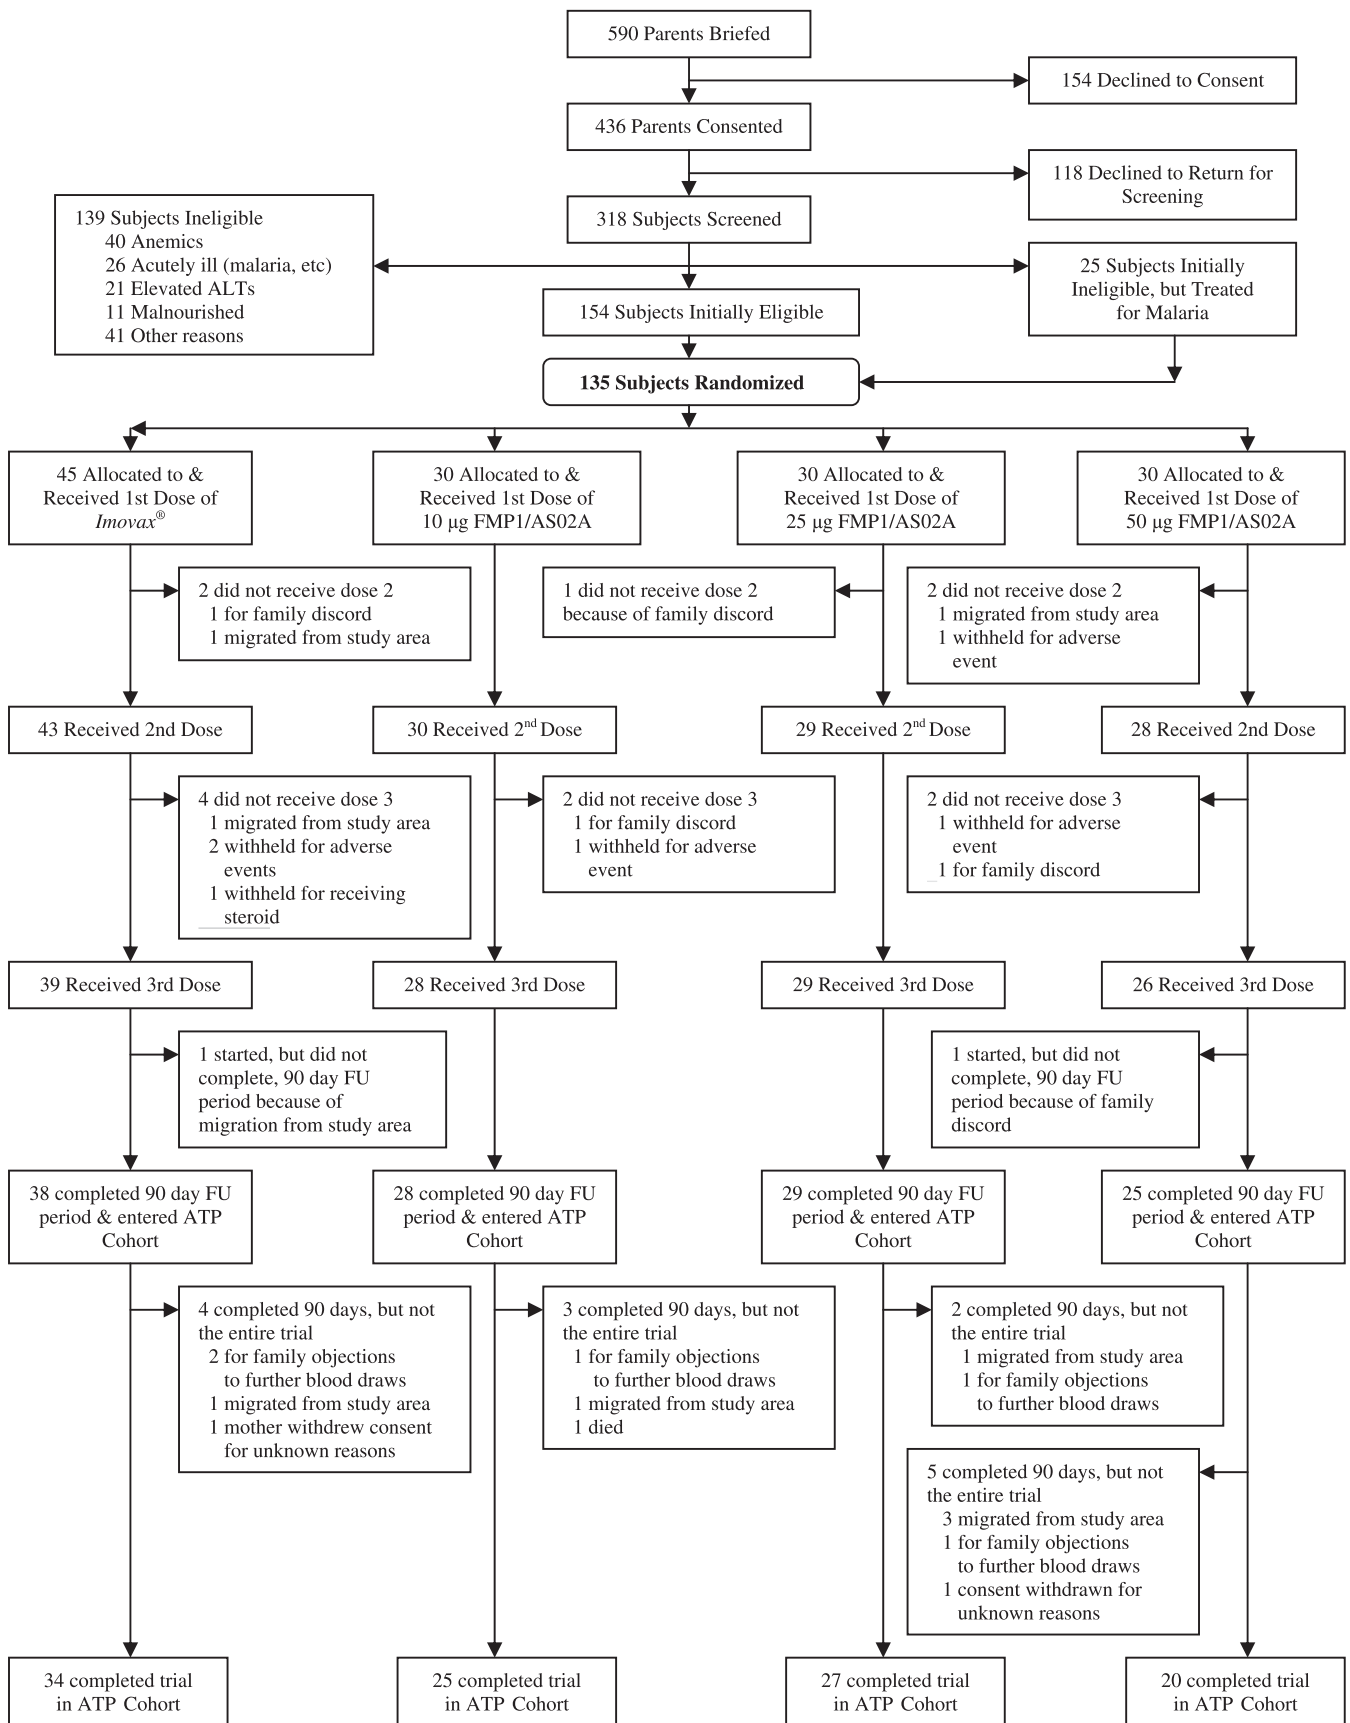 590 Parents Briefed
154 Declined to Consent
436 Parents Consented
118 Declined to Return for
Screening
318 Subjects Screened
139 Subjects Ineligible
40 Anemics
26 Acutely ill (malaria, etc)
21 Elevated ALTs
11 Malnourished
41 Other reasons
25 Subjects Initially
Ineligible, but Treated
for Malaria
154 Subjects Initially Eligible
135 Subjects Randomized
45 Allocated to &
Received 1st Dose of
Imovax®
30 Allocated to &
Received 1st Dose of
10 µg FMP1/AS02A
30 Allocated to &
Received 1st Dose of
25 µg FMP1/AS02A
30 Allocated to &
Received 1st Dose of
50 µg FMP1/AS02A
2 did not receive dose 2
1 for family discord
1 migrated from study area
1 did not receive dose 2
because of family discord
2 did not receive dose 2
1 migrated from study area
1 withheld for adverse
event
43 Received 2nd Dose
30 Received 2nd Dose
29 Received 2nd Dose
28 Received 2nd Dose
4 did not receive dose 3
1 migrated from study area
2 withheld for adverse
events
1 withheld for receiving
steroid
2 did not receive dose 3
1 for family discord
1 withheld for adverse
event
2 did not receive dose 3
1 withheld for adverse
event
1 for family discord
39 Received 3rd Dose
28 Received 3rd Dose
29 Received 3rd Dose
26 Received 3rd Dose
1 started, but did not
complete, 90 day FU
period because of
migration from study area
1 started, but did not
complete, 90 day FU
period because of family
discord
38 completed 90 day FU
period & entered ATP
Cohort
28 completed 90 day FU
period & entered ATP
Cohort
29 completed 90 day FU
period & entered ATP
Cohort
25 completed 90 day FU
period & entered ATP
Cohort
4 completed 90 days, but not
the entire trial
2 for family objections
to further blood draws
1 migrated from study area
1 mother withdrew consent
for unknown reasons
3 completed 90 days, but not
the entire trial
1 for family objections
to further blood draws
1 migrated from study area
1 died
2 completed 90 days, but not
the entire trial
1 migrated from study area
1 for family objections
to further blood draws
5 completed 90 days, but not
the entire trial
3 migrated from study area
1 for family objections
to further blood draws
1 consent withdrawn for
unknown reasons
34 completed trial
in ATP Cohort
25 completed trial
in ATP Cohort
27 completed trial
in ATP Cohort
20 completed trial
in ATP Cohort